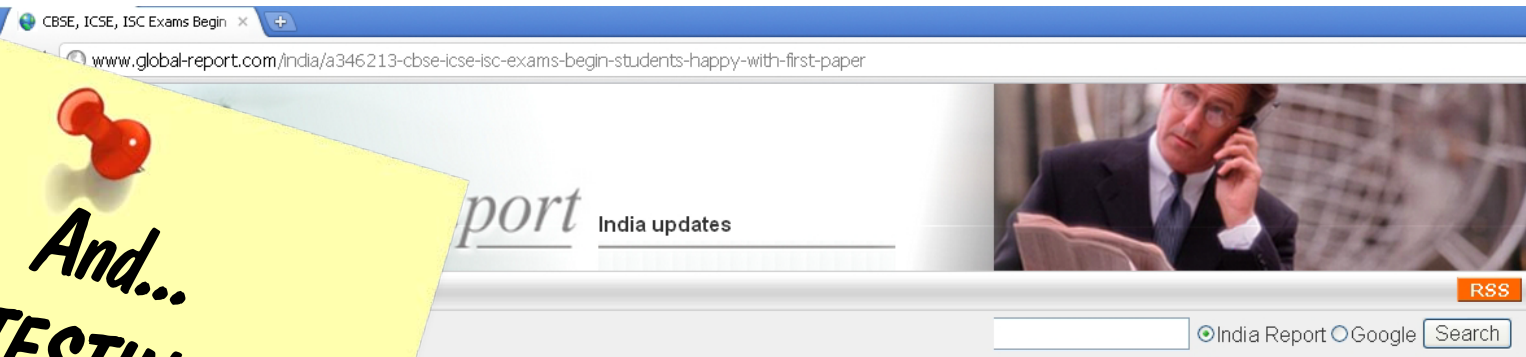 CBSE, ICSE, ISC Exams Begin
www.global-report.com/india/a346213-cbse-icse-isc-exams-begin-students-happy-with-first-paper
port India updates
And...
RSS
India Report Google Search